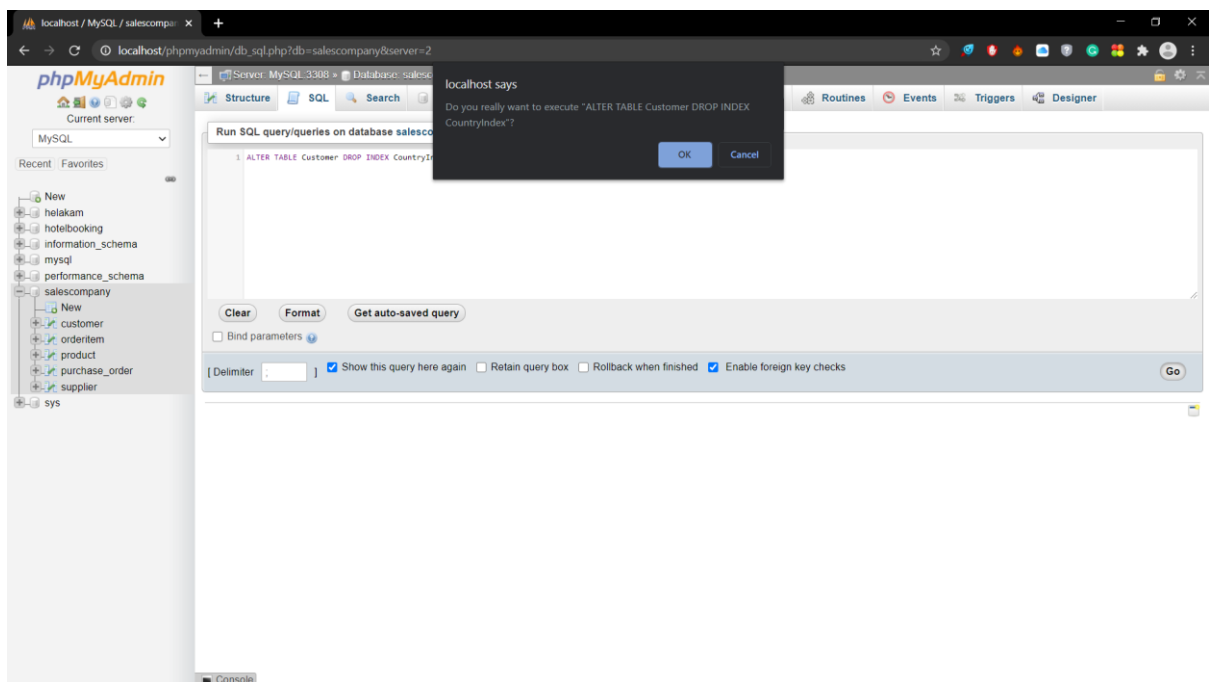 localhost / MySQL / salescompar
localhost/phpmyadmin/db_sql.php?db=salescompany&server=2
phpMyAdmin
Current server:
MySQL
Recent Favorites
New
helakam
hotelbooking
information_schema
mysql
performance_schema
salescompany
New
customer
orderitem
product
purchase_order
supplier
sys
Server: MySQL:3308 » Database: salesc
Structure SQL Search Routines Events Triggers Designer
localhost says
Do you really want to execute "ALTER TABLE Customer DROP INDEX
CountryIndex"?
OK Cancel
Run SQL query/queries on database salesco
1 ALTER TABLE Customer DROP INDEX CountryIn
Clear Format Get auto-saved query
Bind parameters
[ Delimiter ; ] Show this query here again Retain query box Rollback when finished Enable foreign key checks
Go
Console